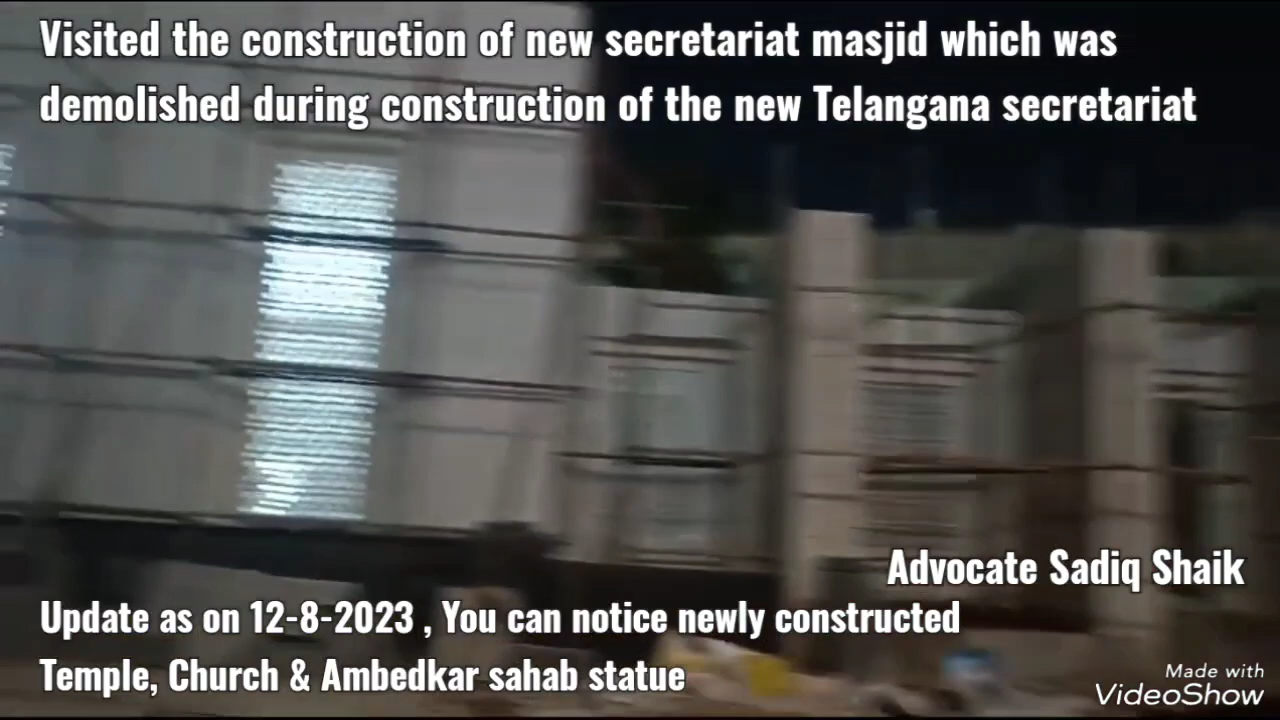 Visited the construction of new secretariat masjid which was
demolished during construction of the new Telangana secretariat
Advocate Sadiq Shaik
Update as on 12-8-2023 , You can notice newly constructed
Temple, Church & Ambedkar sahab statue
Made with
VideoShow